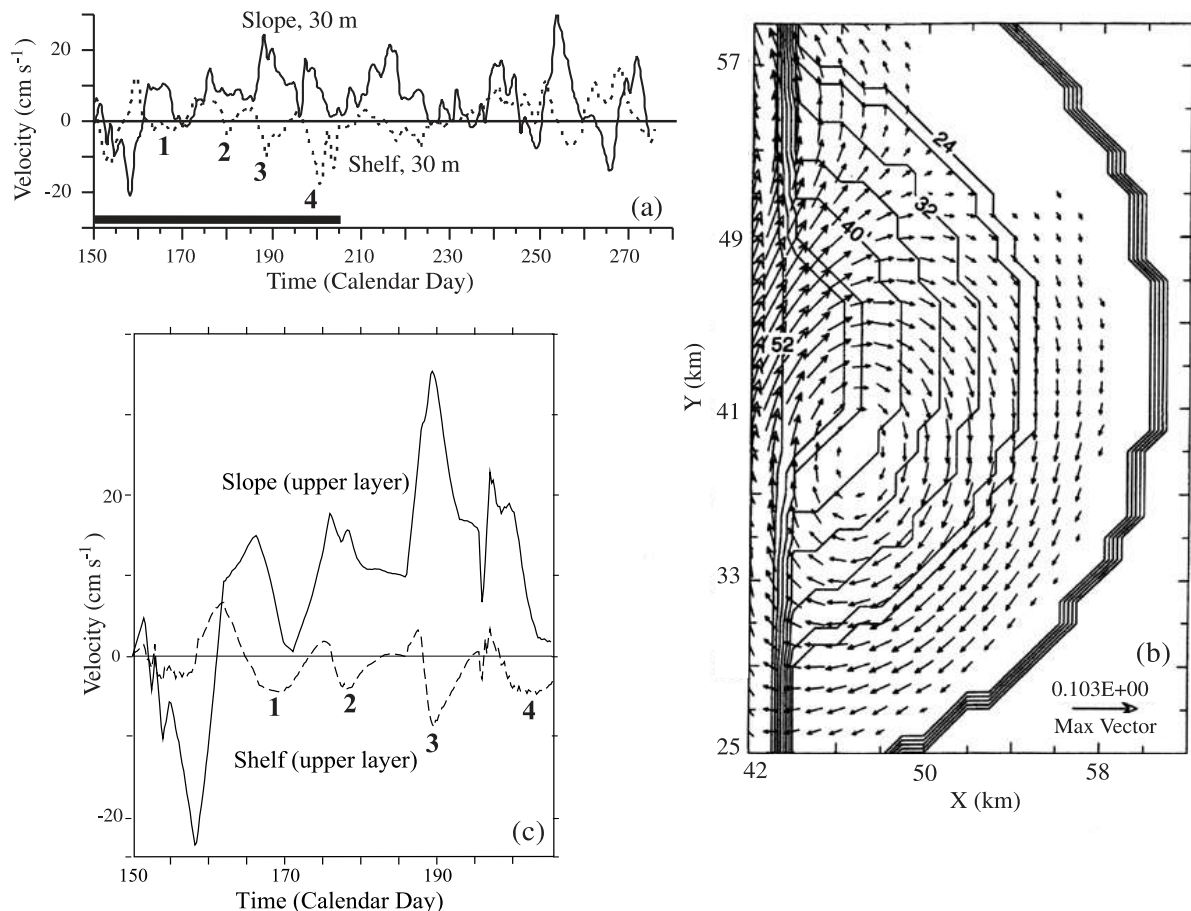 Velocity (cm s⁻¹)
20
10
0
-20
Slope, 30 m
Shelf, 30 m
1
2
3
4
(a)
150
170
190
210
230
250
270
Time (Calendar Day)
Velocity (cm s⁻¹)
20
0
-20
Slope (upper layer)
Shelf (upper layer)
1
2
3
4
(c)
150
170
190
Time (Calendar Day)
Y (km)
57
49
41
33
25
24
32
40
52
(b)
0.103E+00
Max Vector
42
50
58
X (km)